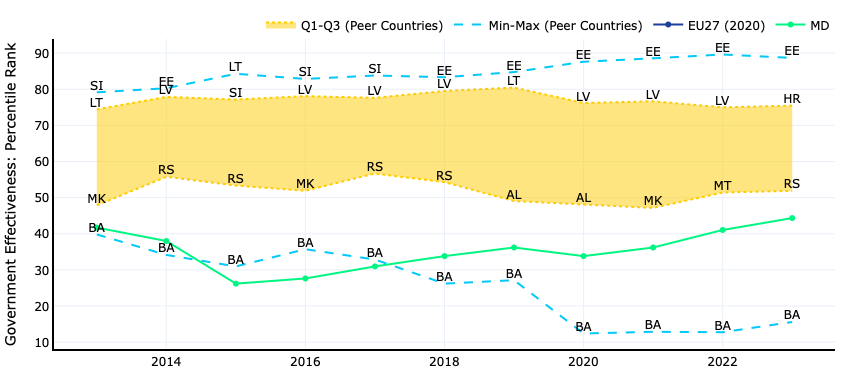 Q1-Q3 (Peer Countries) Min-Max (Peer Countries) EU27 (2020) MD
Government Effectiveness: Percentile Rank
90
80
70
60
50
40
30
20
10
SI EE LT SI SI EE EE EE EE EE EE
LT LV SI LV LV LV LT LV LV LV HR
MK RS RS MK RS RS AL AL MK MT RS
BA BA BA BA BA BA BA BA BA BA BA
2014 2016 2018 2020 2022